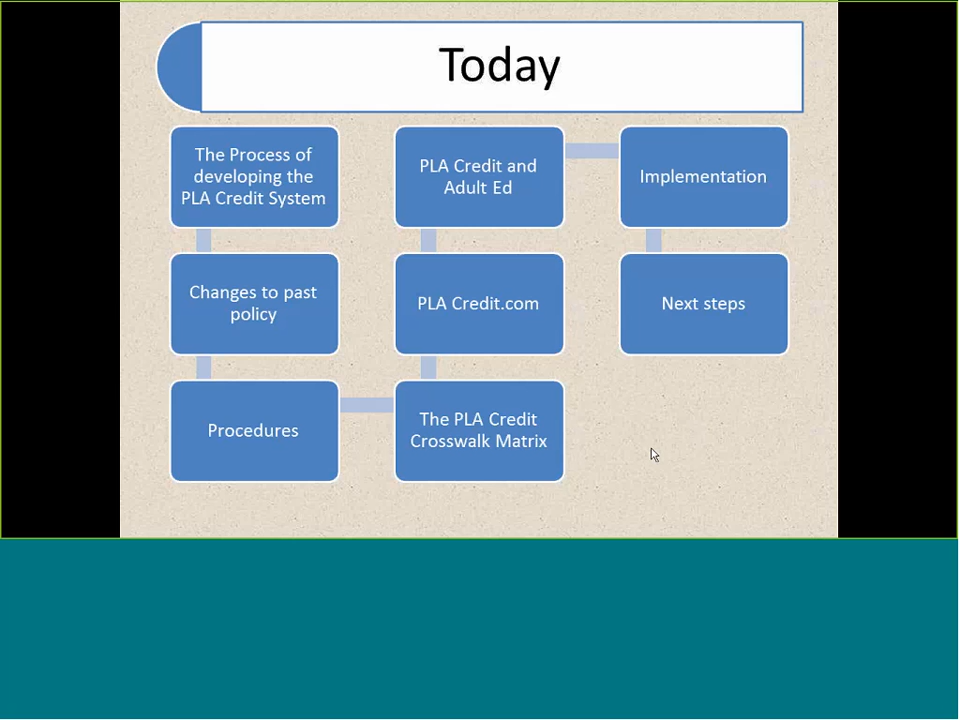 Today
The Process of
developing the
PLA Credit System
Changes to past
policy
Procedures
The PLA Credit
Crosswalk Matrix
PLA Credit.com
PLA Credit and
Adult Ed
Implementation
Next steps